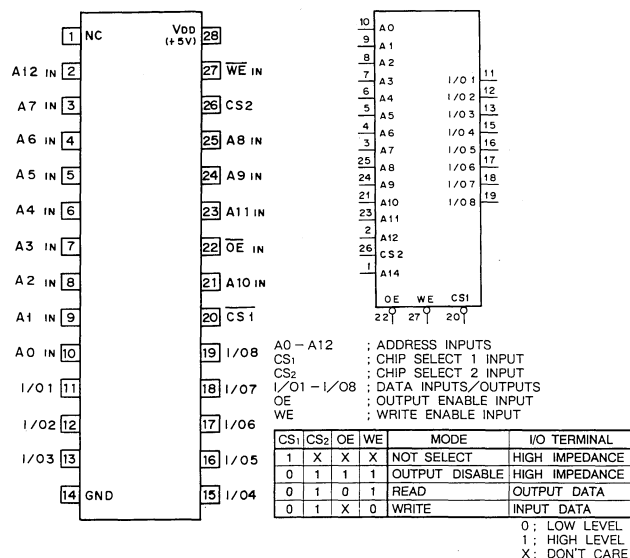 1 NC VDD 28
(+5V)
A12 IN 2 27 WE IN
A7 IN 3 26 CS2
A6 IN 4 25 A8 IN
A5 IN 5 24 A9 IN
A4 IN 6 23 A11 IN
A3 IN 7 22 OE IN
A2 IN 8 21 A10 IN
A1 IN 9 20 CS1
A0 IN 10 19 I/O8
I/O1 11 18 I/O7
I/O2 12 17 I/O6
I/O3 13 16 I/O5
14 GND 15 I/O4
10 A0
9 A1
8 A2
7 A3 I/O1 11
6 A4 I/O2 12
5 A5 I/O3 13
4 A6 I/O4 15
3 A7 I/O5 16
25 A8 I/O6 17
24 A9 I/O7 18
21 A10 I/O8 19
23 A11
2 A12
26 CS2
1 A14
OE WE CS1
22 27 20
A0-A12 ; ADDRESS INPUTS
CS1 ; CHIP SELECT 1 INPUT
CS2 ; CHIP SELECT 2 INPUT
I/O1-I/O8 ; DATA INPUTS/OUTPUTS
OE ; OUTPUT ENABLE INPUT
WE ; WRITE ENABLE INPUT
CS1 CS2 OE WE MODE I/O TERMINAL
1 X X X NOT SELECT HIGH IMPEDANCE
0 1 1 1 OUTPUT DISABLE HIGH IMPEDANCE
0 1 0 1 READ OUTPUT DATA
0 1 X 0 WRITE INPUT DATA
0; LOW LEVEL
1; HIGH LEVEL
X; DON'T CARE